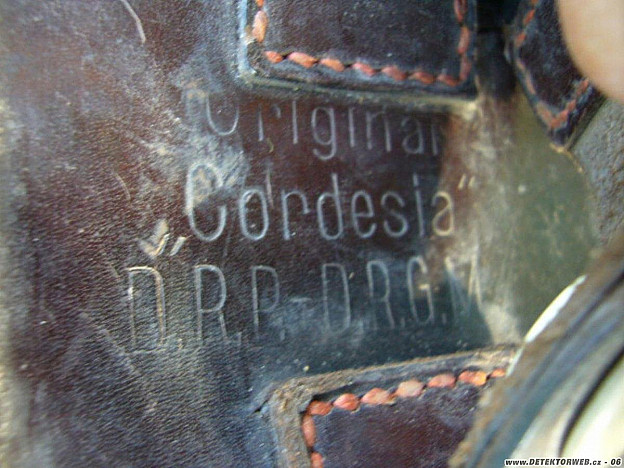 Original
„Cordesia“
D.R.P.-D.R.G.M
www.DETEKTORWEB.cz - 06